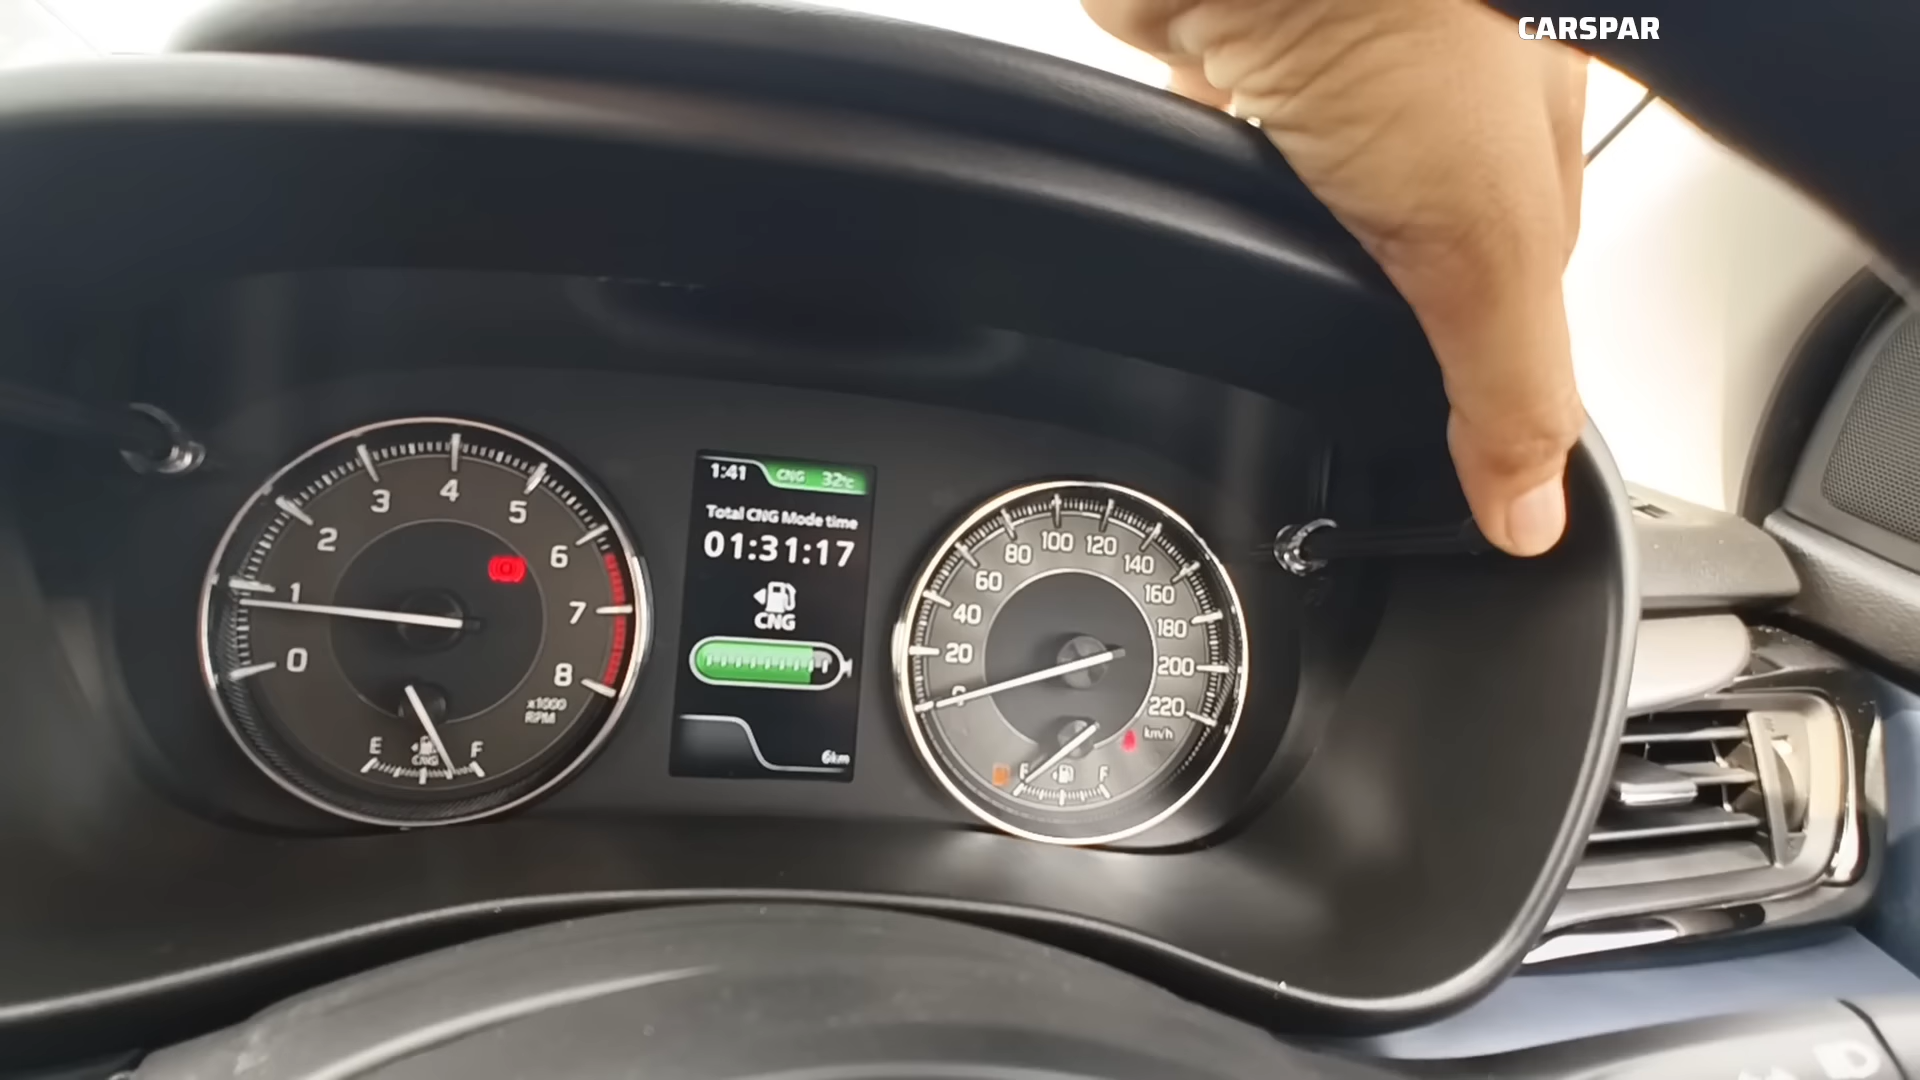 CARSPAR
0
1
2
3
4
5
6
7
8
x1000
RPM
E
CNG
F
1:41 CNG 32°C
Total CNG Mode time
01:31:17
CNG
6km
0
20
40
60
80
100
120
140
160
180
200
220
km/h
F